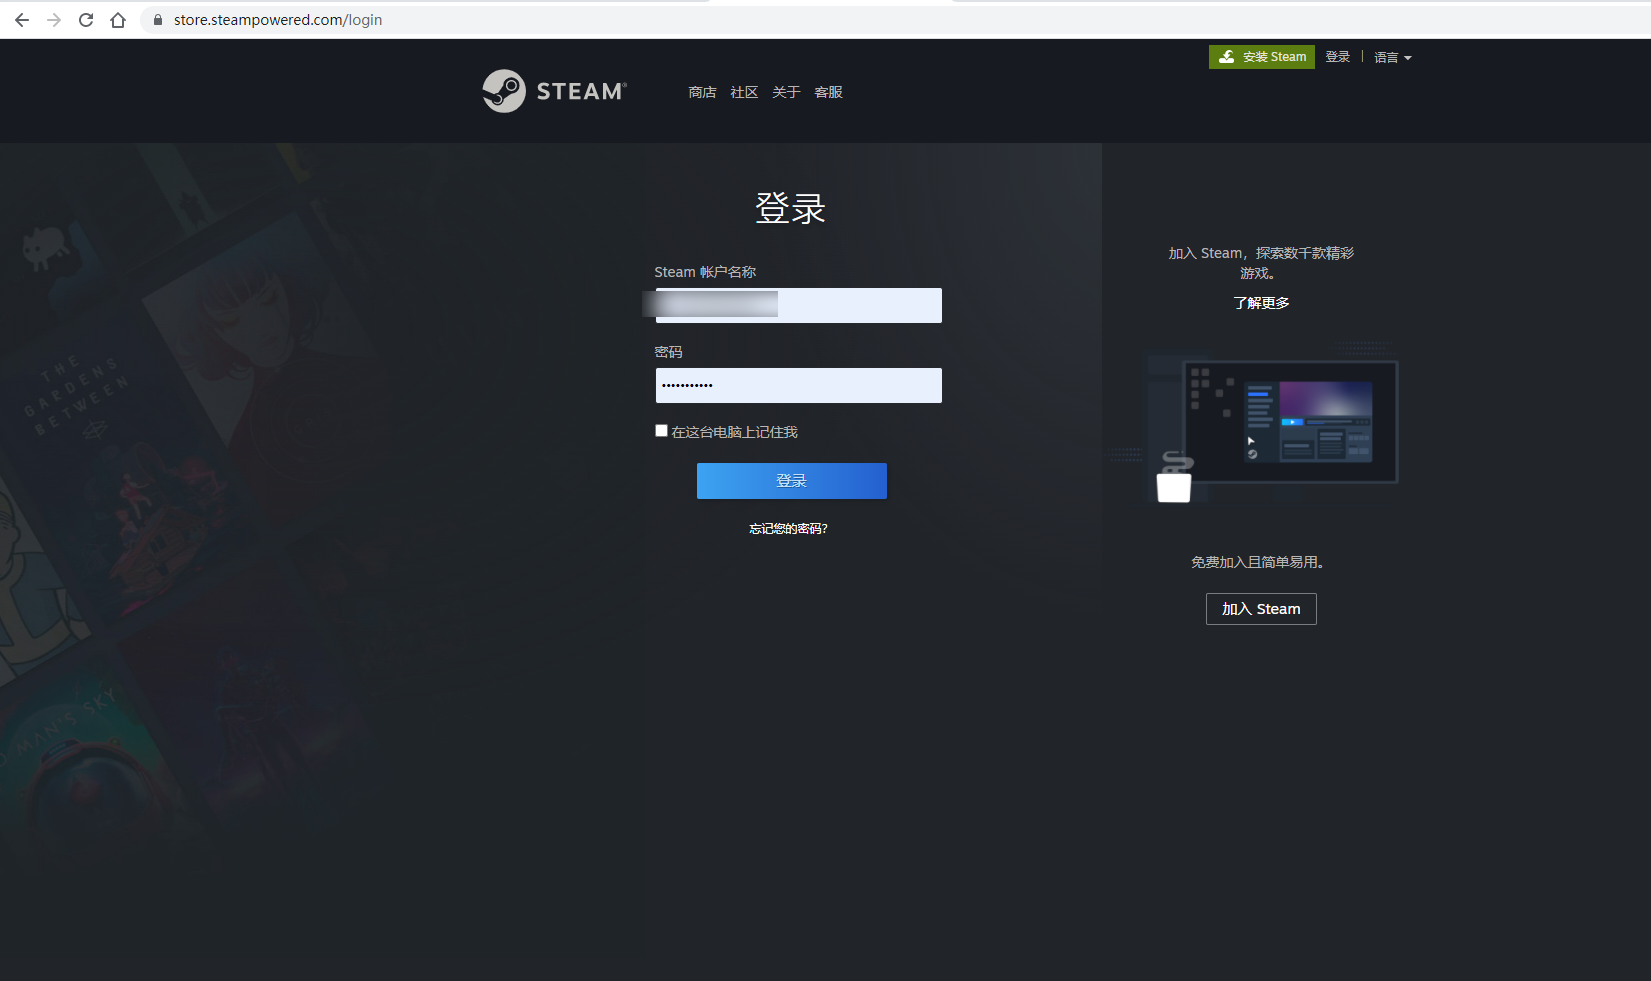 store.steampowered.com/login
安装 Steam
登录
语言
STEAM®
商店 社区 关于 客服
登录
Steam 帐户名称
密码
•••••••••••
在这台电脑上记住我
登录
忘记您的密码?
加入 Steam，探索数千款精彩
游戏。
了解更多
免费加入且简单易用。
加入 Steam
THE
GARDENS
BETWEEN
MAN'S SKY